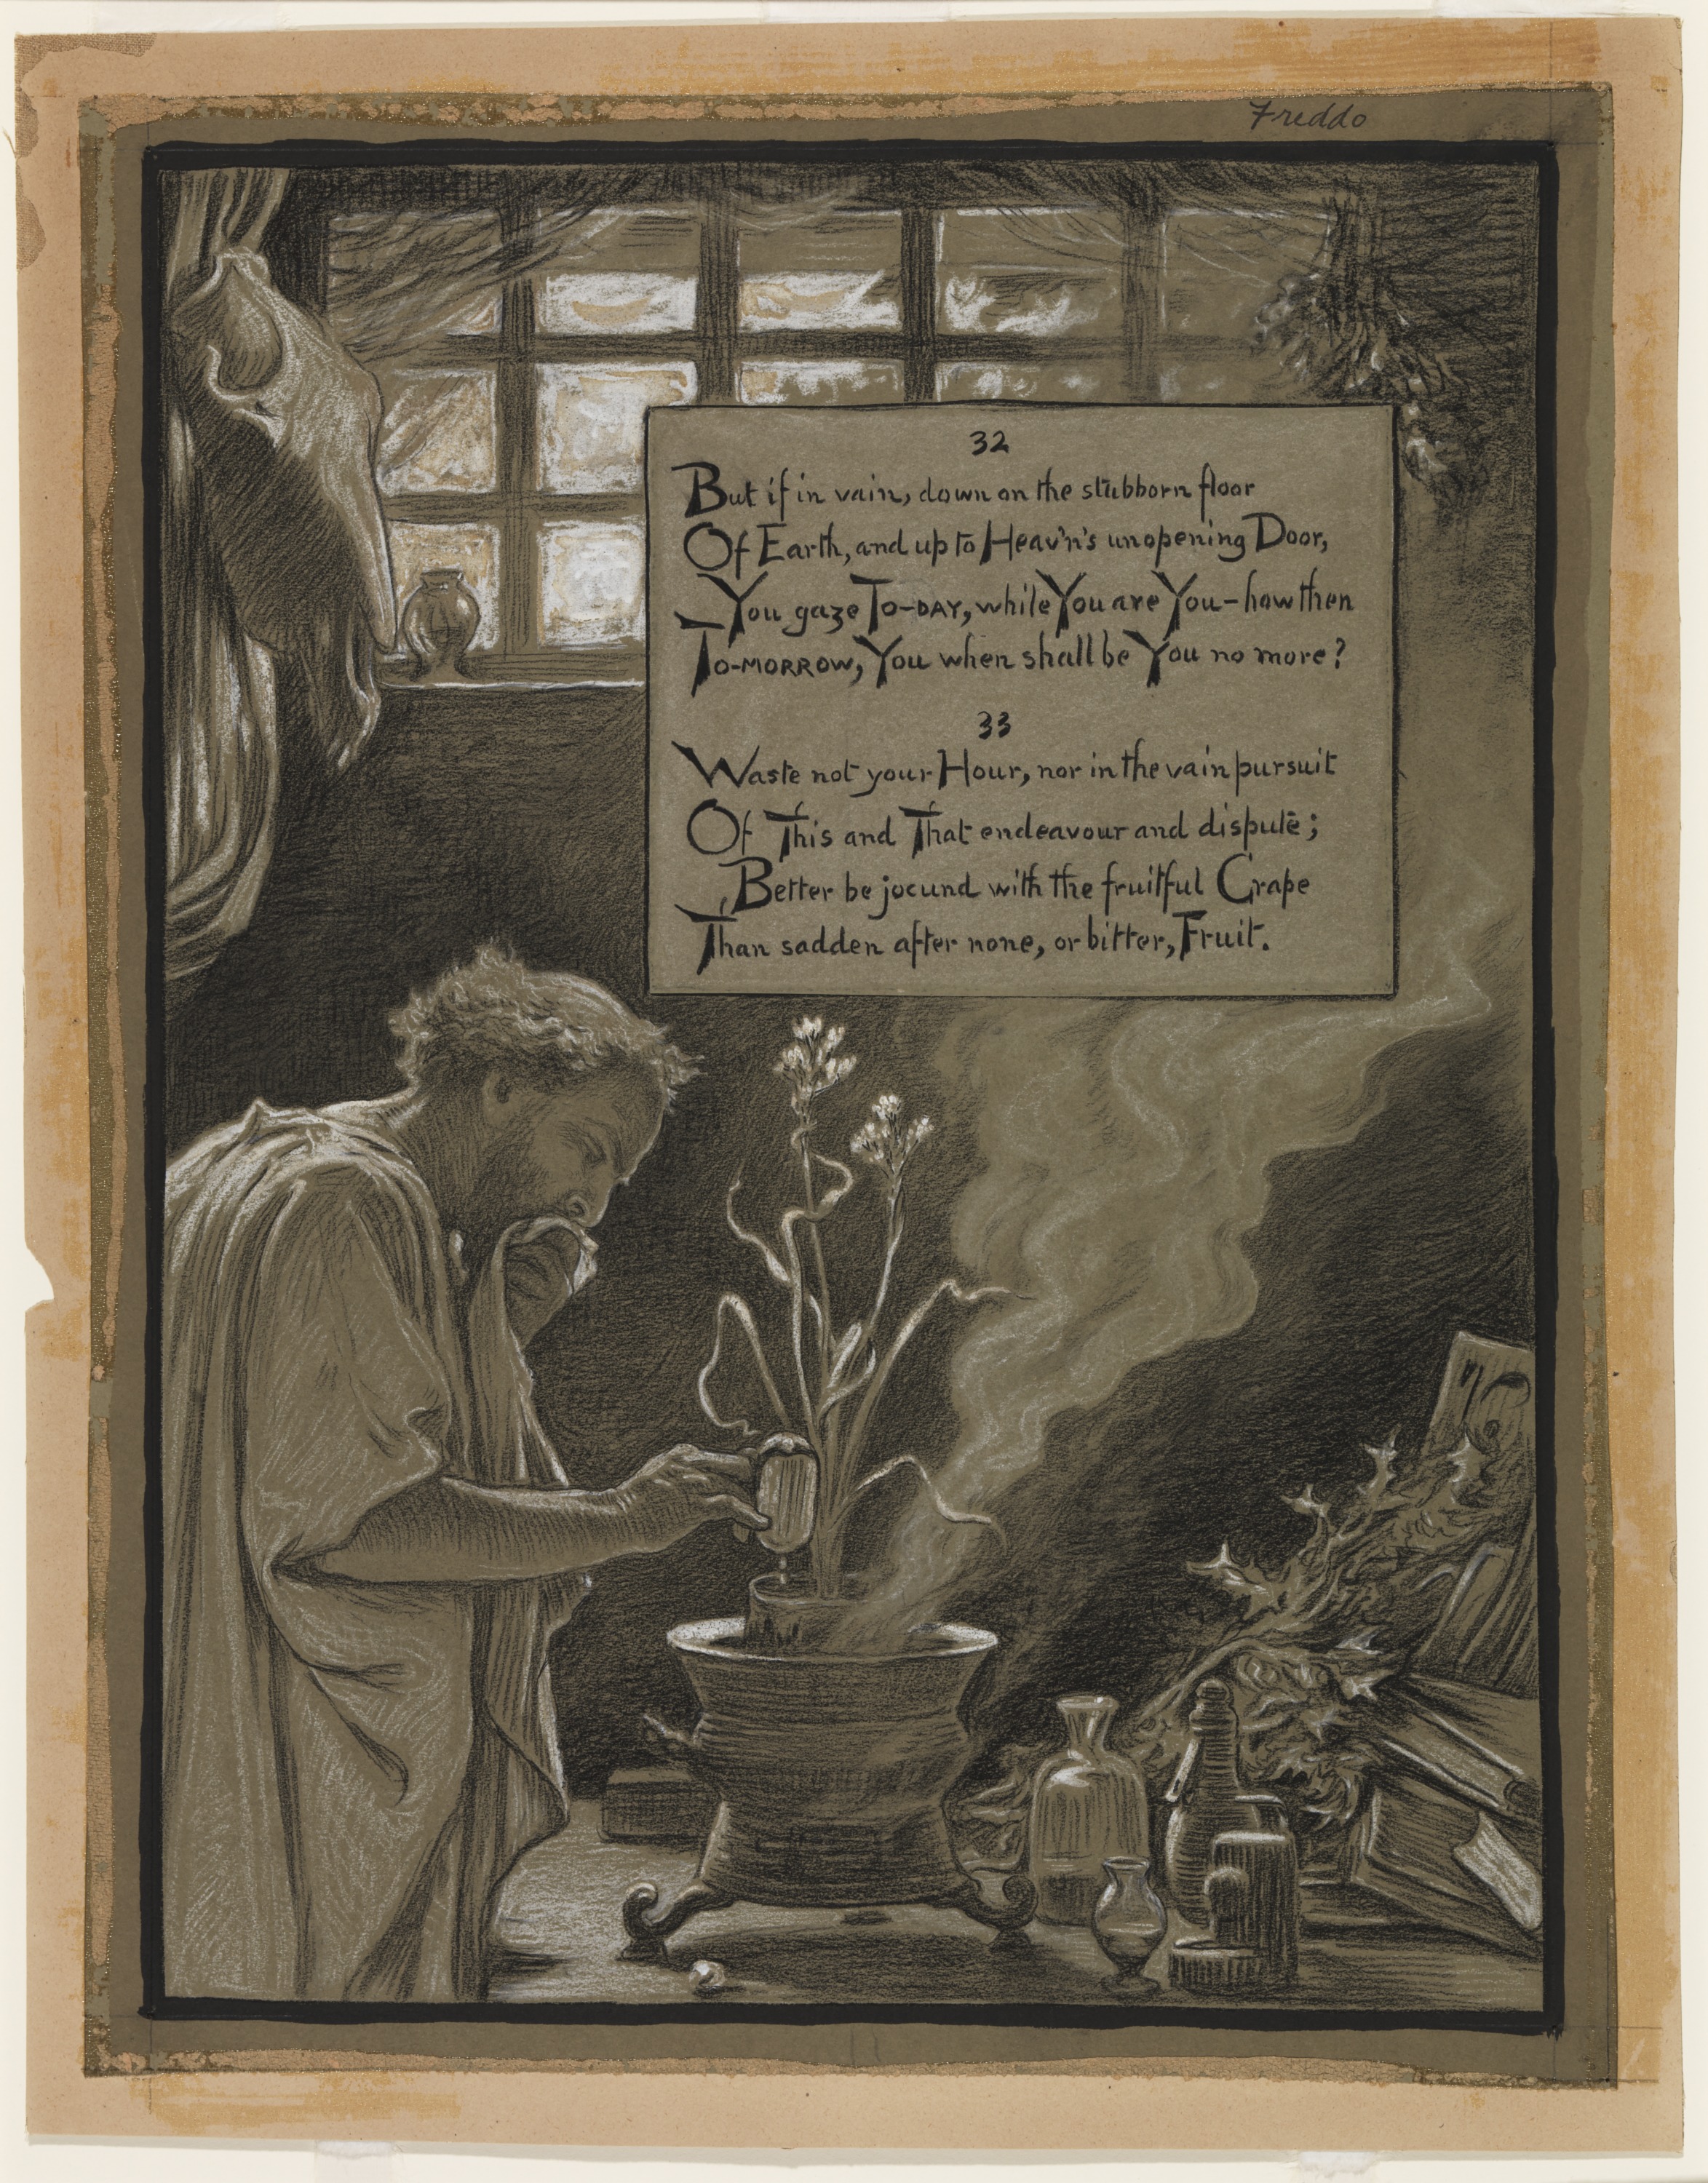 Freddo
32
But if in vain, down on the stubborn floor
Of Earth, and up to Heav'n's unopening Door,
You gaze TO-DAY, while You are You—how then
TO-MORROW, You when shall be You no more?
33
Waste not your Hour, nor in the vain pursuit
Of This and That endeavour and dispute;
Better be jocund with the fruitful Grape
Than sadden after none, or bitter, Fruit.